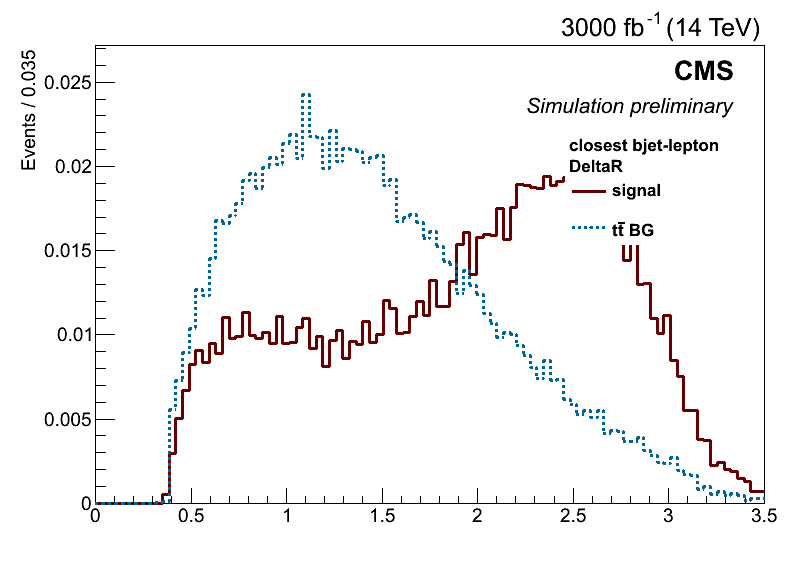 3000 fb⁻¹ (14 TeV)
CMS
Simulation preliminary
Events / 0.035
closest bjet-lepton
DeltaR
signal
tt̄ BG
0.025
0.02
0.015
0.01
0.005
0
0 0.5 1 1.5 2 2.5 3 3.5